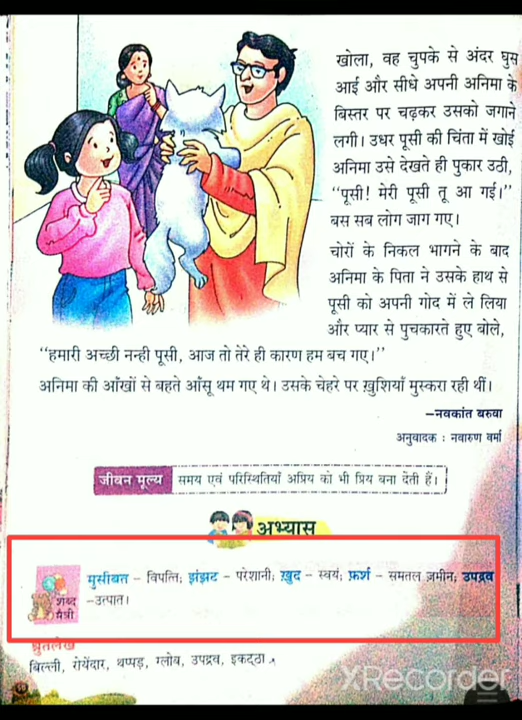 खोला, वह चुपके से अंदर घुस
आई और सीधे अपनी अनिमा के
बिस्तर पर चढ़कर उसको जगाने
लगी। उधर पूसी की चिंता में खोई
अनिमा उसे देखते ही पुकार उठी,
“पूसी! मेरी पूसी तू आ गई।”
बस सब लोग जाग गए।
चोरों के निकल भागने के बाद
अनिमा के पिता ने उसके हाथ से
पूसी को अपनी गोद में ले लिया
और प्यार से पुचकारते हुए बोले,
“हमारी अच्छी नन्ही पूसी, आज तो तेरे ही कारण हम बच गए।”
अनिमा की आँखों से बहते आँसू थम गए थे। उसके चेहरे पर ख़ुशियाँ मुस्करा रही थीं।
–नवकांत बरुवा
अनुवादक : नवारुण वर्मा
जीवन मूल्य समय एवं परिस्थितियाँ अप्रिय को भी प्रिय बना देती हैं।
अभ्यास
मुसीबत – विपत्ति; झंझट – परेशानी; ख़ुद – स्वयं; फ़र्श – समतल ज़मीन; उपद्रव
शब्द मैत्री –उत्पात।
श्रुतलेख
बिल्ली, रोयेंदार, थप्पड़, ग्लोब, उपद्रव, इकट्ठा
XRecorder